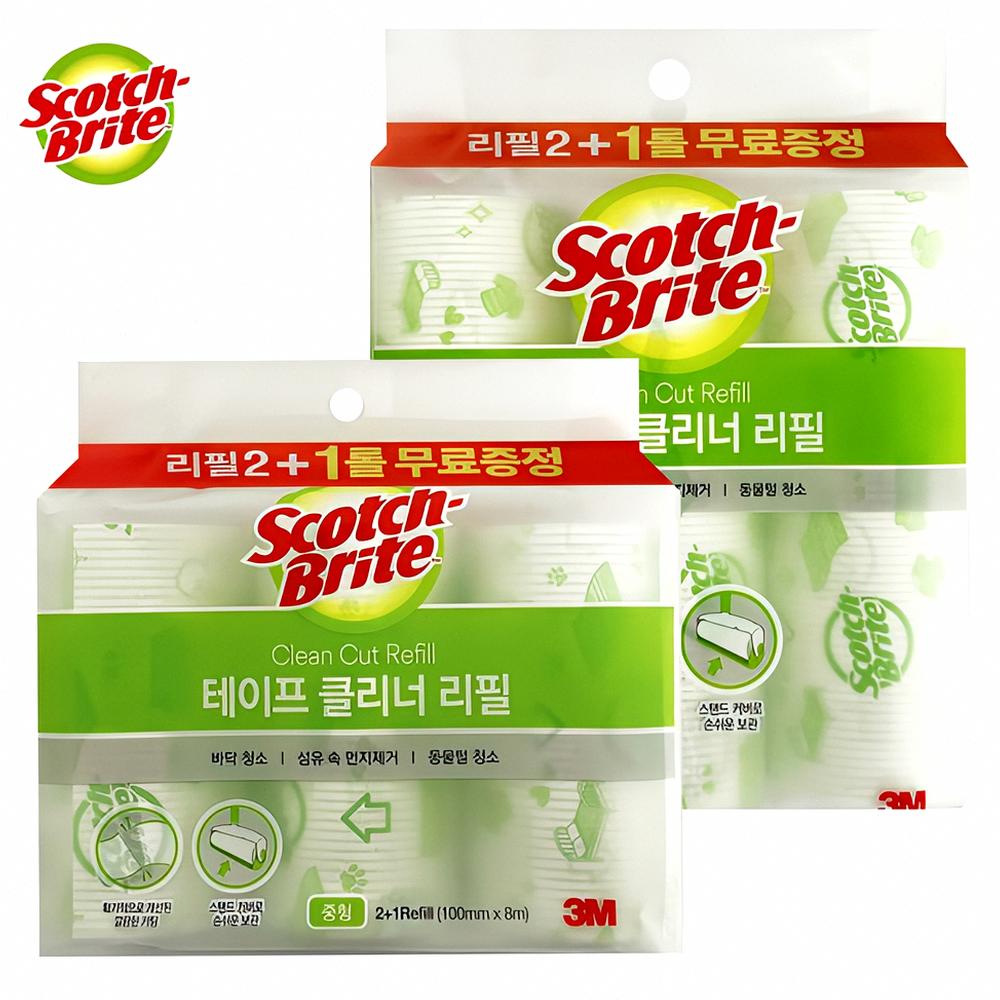 Scotch-
Brite
리필2+1롤 무료증정
Scotch-
Brite
n Cut Refill
클리너 리필
지제거 | 동물털 청소
Scotch-
Brite
Scotch-
Brite
스탠드 커버로
손쉬운 보관
3M
리필2+1롤 무료증정
Scotch-
Brite
Clean Cut Refill
테이프 클리너 리필
바닥 청소 | 섬유 속 먼지제거 | 동물털 청소
스탠드 커버로
손쉬운 보관
중형 2+1Refill (100mm x 8m)
3M